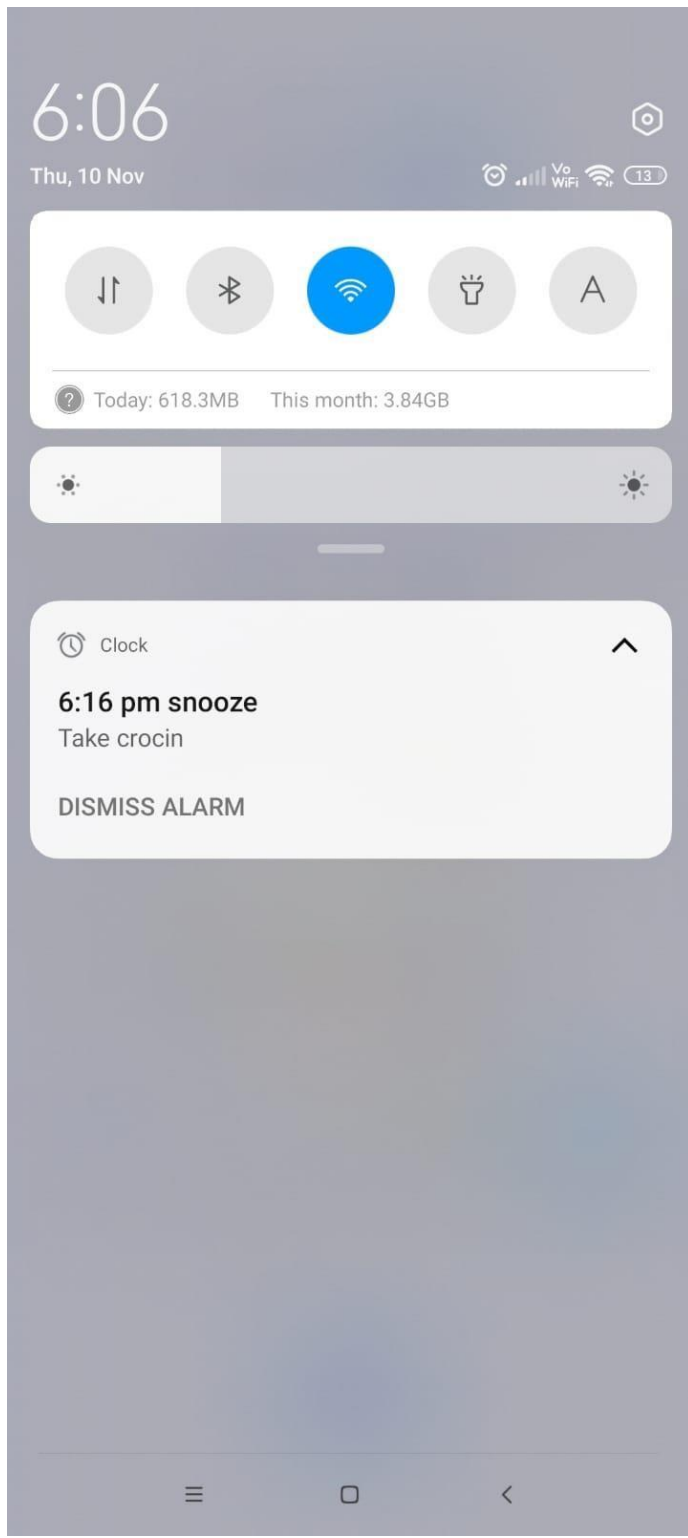 6:06
Thu, 10 Nov
Vo
WiFi
13
A
? Today: 618.3MB This month: 3.84GB
Clock
6:16 pm snooze
Take crocin
DISMISS ALARM